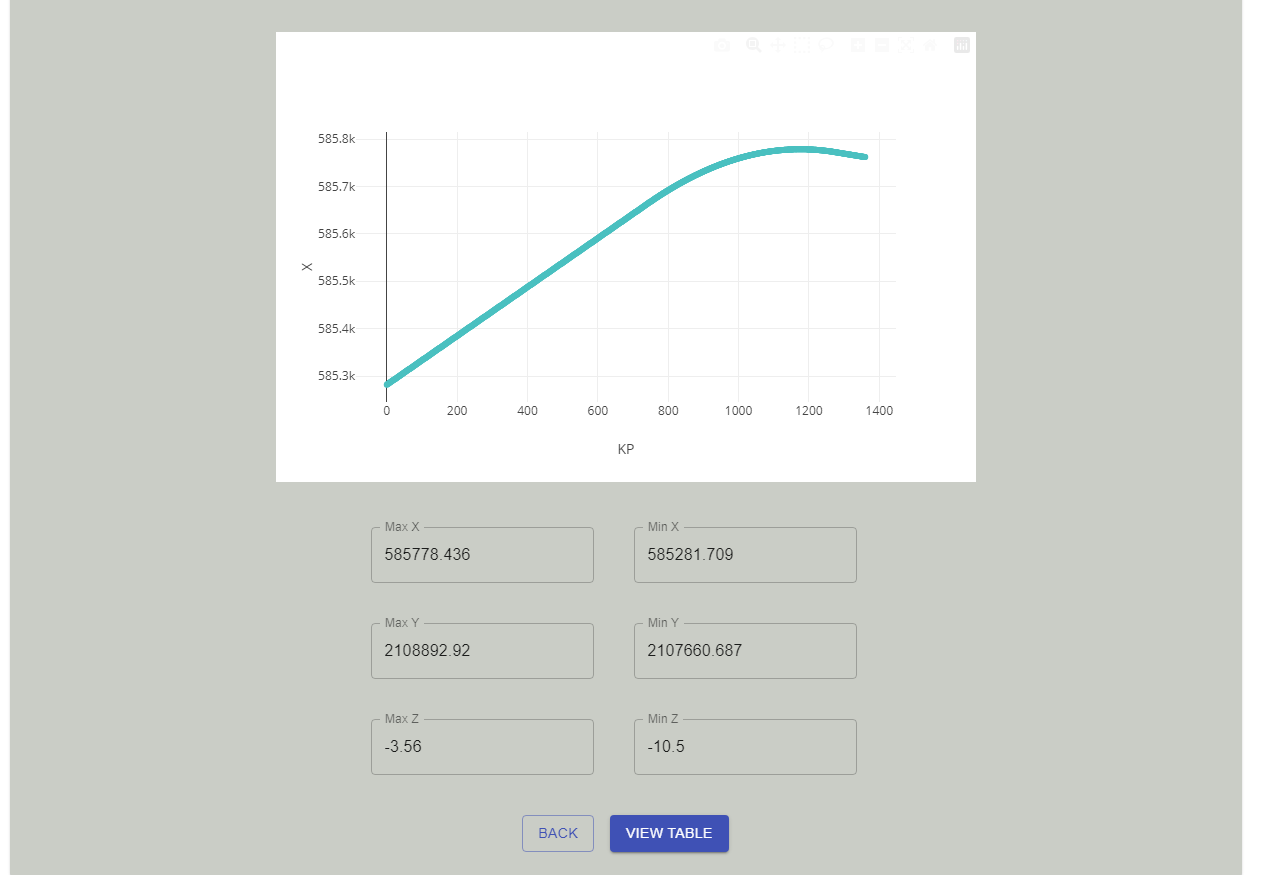 585.8k
585.7k
585.6k
X
585.5k
585.4k
585.3k
0 200 400 600 800 1000 1200 1400
KP
Max X Min X
585778.436 585281.709
Max Y Min Y
2108892.92 2107660.687
Max Z Min Z
-3.56 -10.5
BACK VIEW TABLE